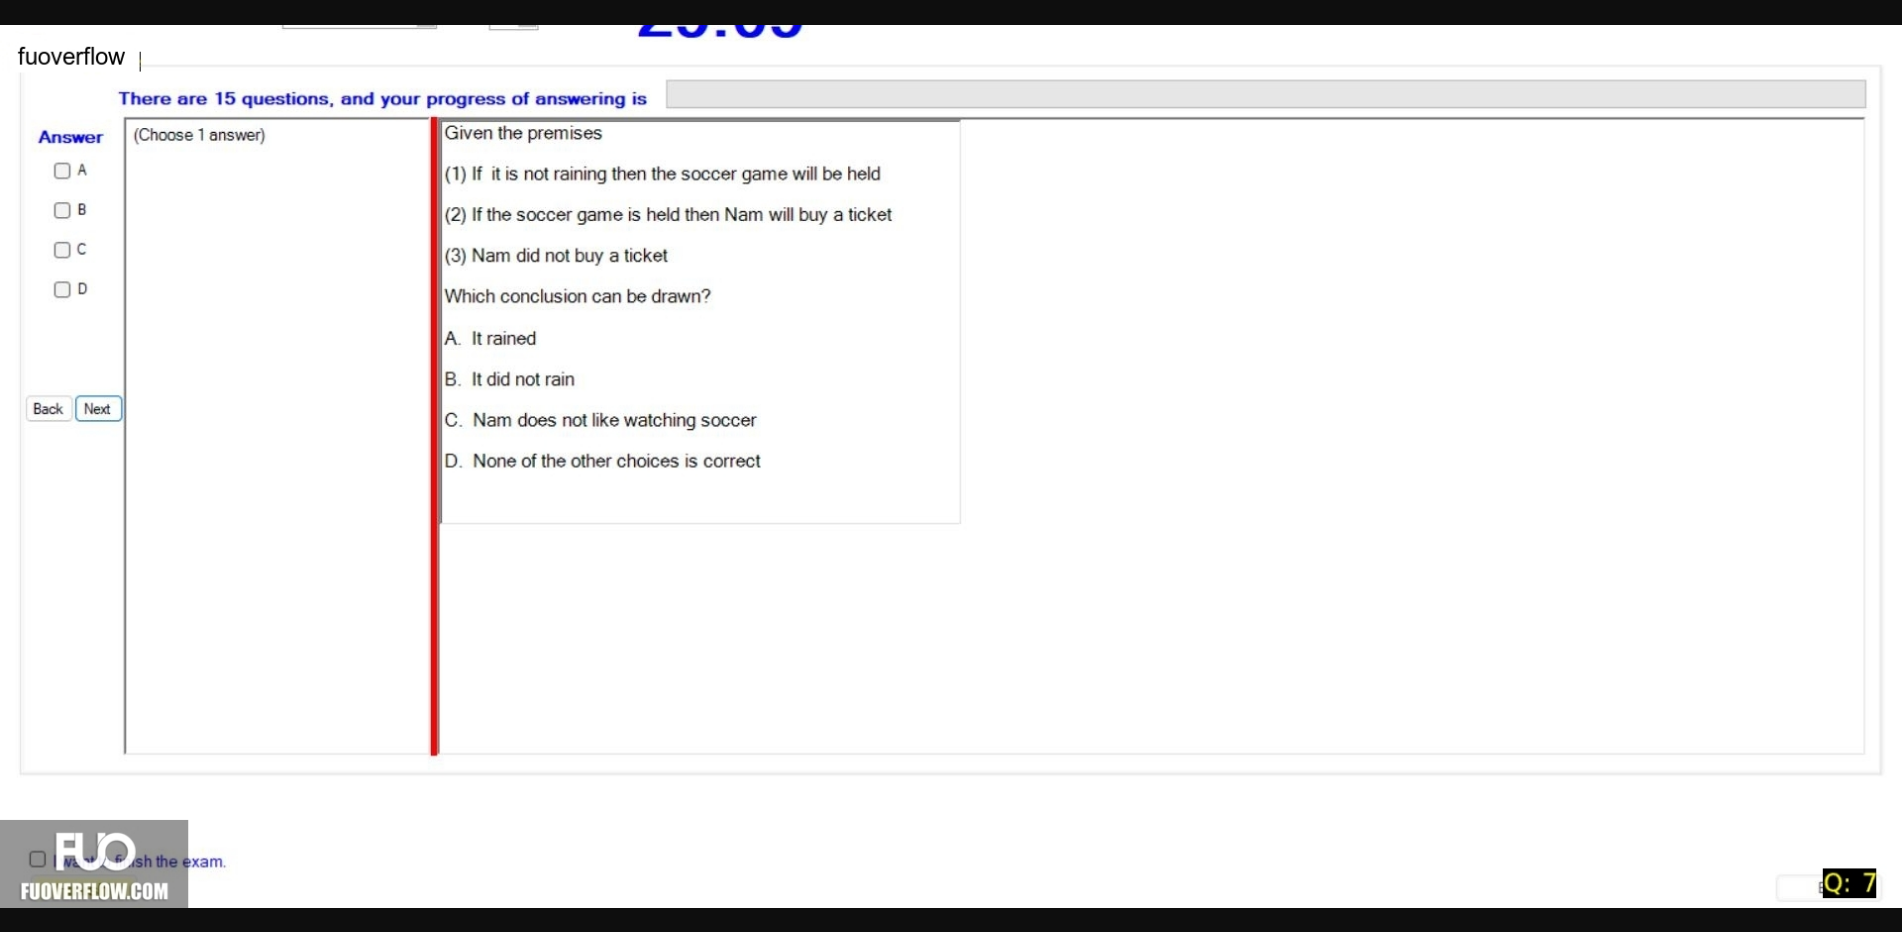 fuoverflow
There are 15 questions, and your progress of answering is
Answer
(Choose 1 answer)
A
B
C
D
Back
Next
Given the premises
(1) If it is not raining then the soccer game will be held
(2) If the soccer game is held then Nam will buy a ticket
(3) Nam did not buy a ticket
Which conclusion can be drawn?
A. It rained
B. It did not rain
C. Nam does not like watching soccer
D. None of the other choices is correct
FUO
the exam.
FUOVERFLOW.COM
Q: 7